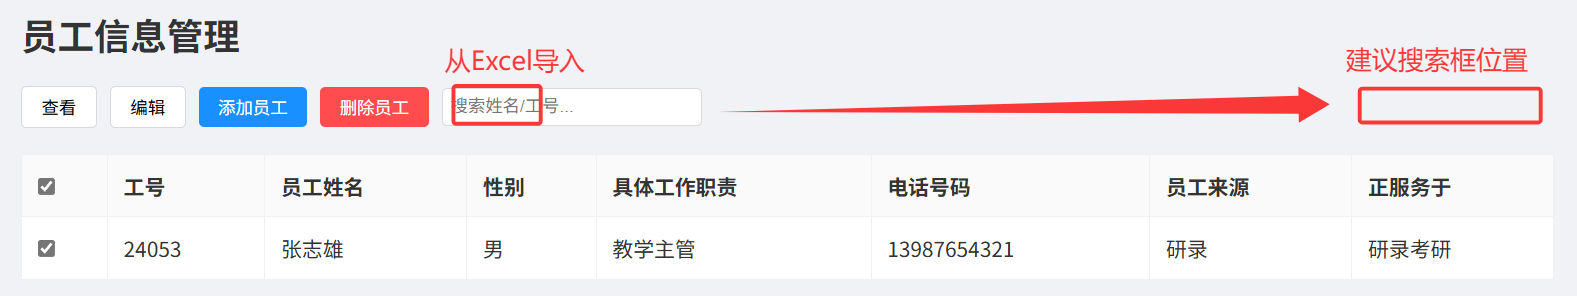 员工信息管理
从Excel导入
建议搜索框位置
查看 编辑 添加员工 删除员工 搜索姓名/工号...
工号 员工姓名 性别 具体工作职责 电话号码 员工来源 正服务于
24053 张志雄 男 教学主管 13987654321 研录 研录考研